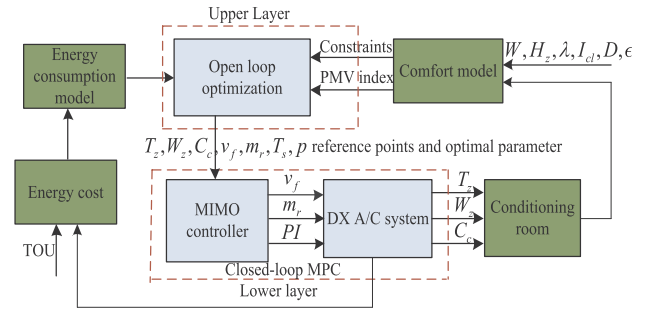 Upper Layer
Energy
consumption
model
Open loop
optimization
Constraints
PMV index
Comfort model
W, H_z, λ, I_cl, D, ϵ
T_z, W_z, C_c, v_f, m_r, T_s, p reference points and optimal parameter
Energy cost
TOU
MIMO
controller
v_f
m_r
PI
DX A/C system
T_z
W_z
C_c
Conditioning
room
Closed-loop MPC
Lower layer